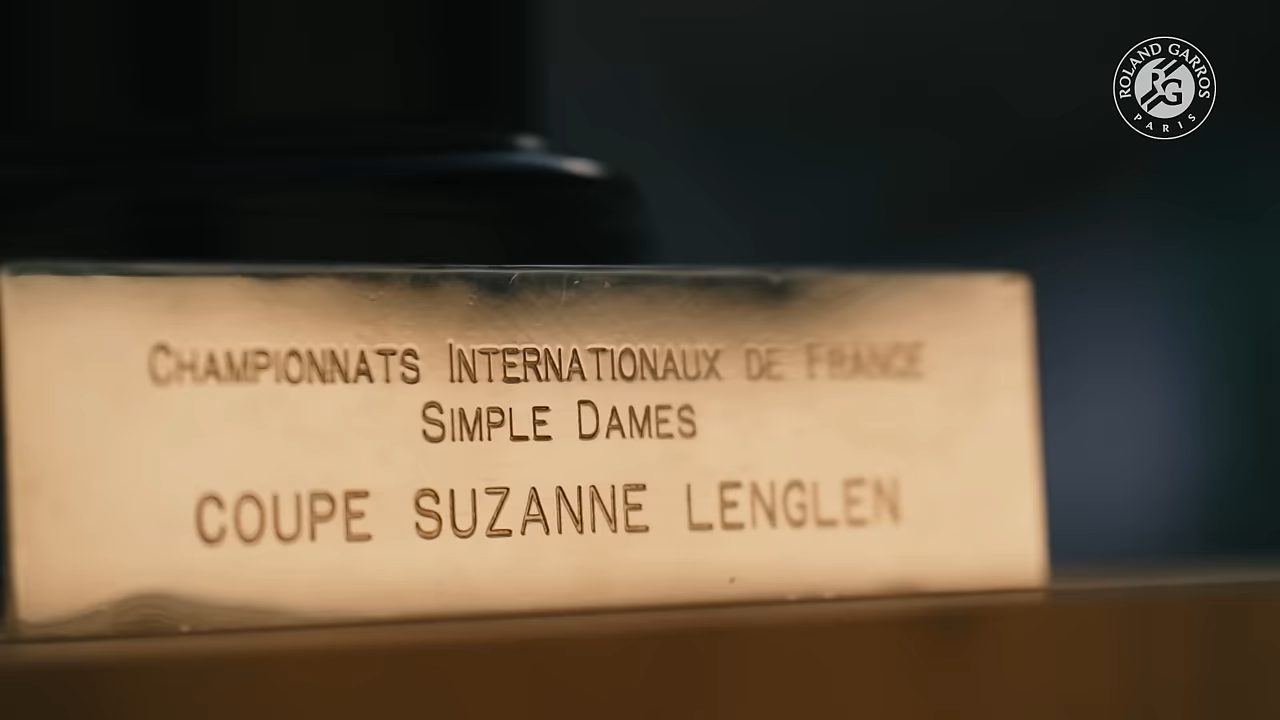 ROLAND GARROS
RG
PARIS
CHAMPIONNATS INTERNATIONAUX DE FRANCE
SIMPLE DAMES
COUPE SUZANNE LENGLEN